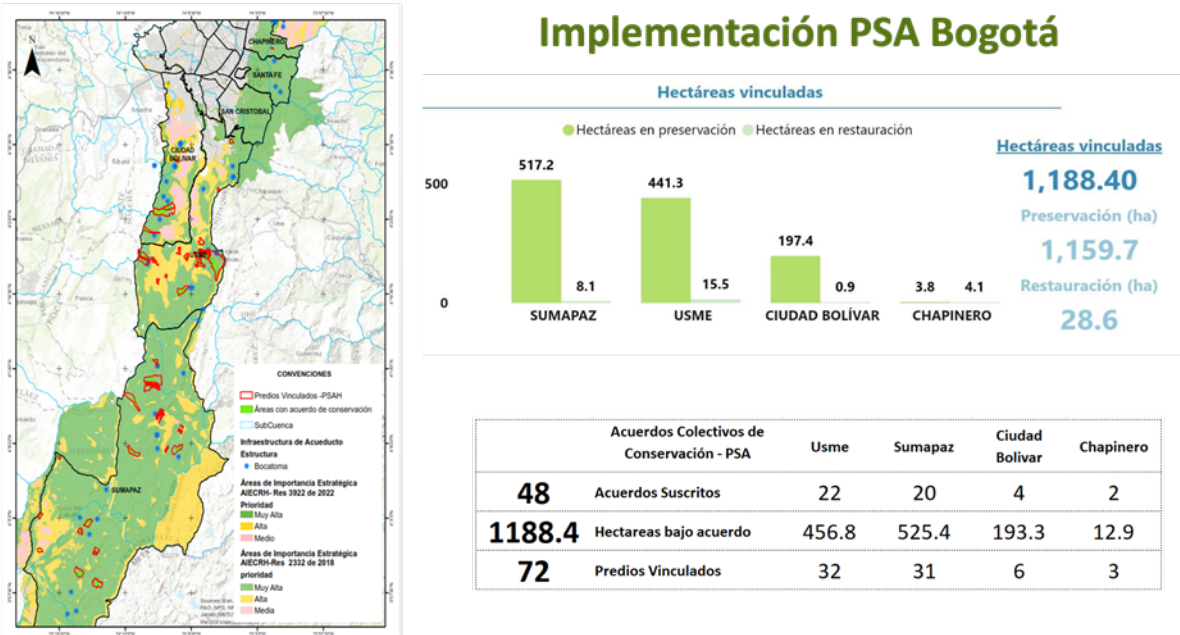 Implementación PSA Bogotá
Hectáreas vinculadas
Hectáreas en preservación
Hectáreas en restauración
500
0
517.2
8.1
441.3
15.5
197.4
0.9
3.8
4.1
SUMAPAZ
USME
CIUDAD BOLÍVAR
CHAPINERO
Hectáreas vinculadas
1,188.40
Preservación (ha)
1,159.7
Restauración (ha)
28.6
Acuerdos Colectivos de
Conservación - PSA
Usme
Sumapaz
Ciudad
Bolivar
Chapinero
48 Acuerdos Suscritos 22 20 4 2
1188.4 Hectareas bajo acuerdo 456.8 525.4 193.3 12.9
72 Predios Vinculados 32 31 6 3
N
CHAPINERO
SANTA FE
SAN CRISTOBAL
CIUDAD
BOLIVAR
USME
SUMAPAZ
CONVENCIONES
Predios Vinculados -PSAH
Áreas con acuerdo de conservación
SubCuenca
Infraestructura de Acueducto
Estructura
Bocatoma
Áreas de Importancia Estratégica
AIECRH- Res 3922 de 2022
Prioridad
Muy Alta
Alta
Medio
Áreas de Importancia Estratégica
AIECRH-Res 2332 de 2018
prioridad
Muy Alta
Alta
Media